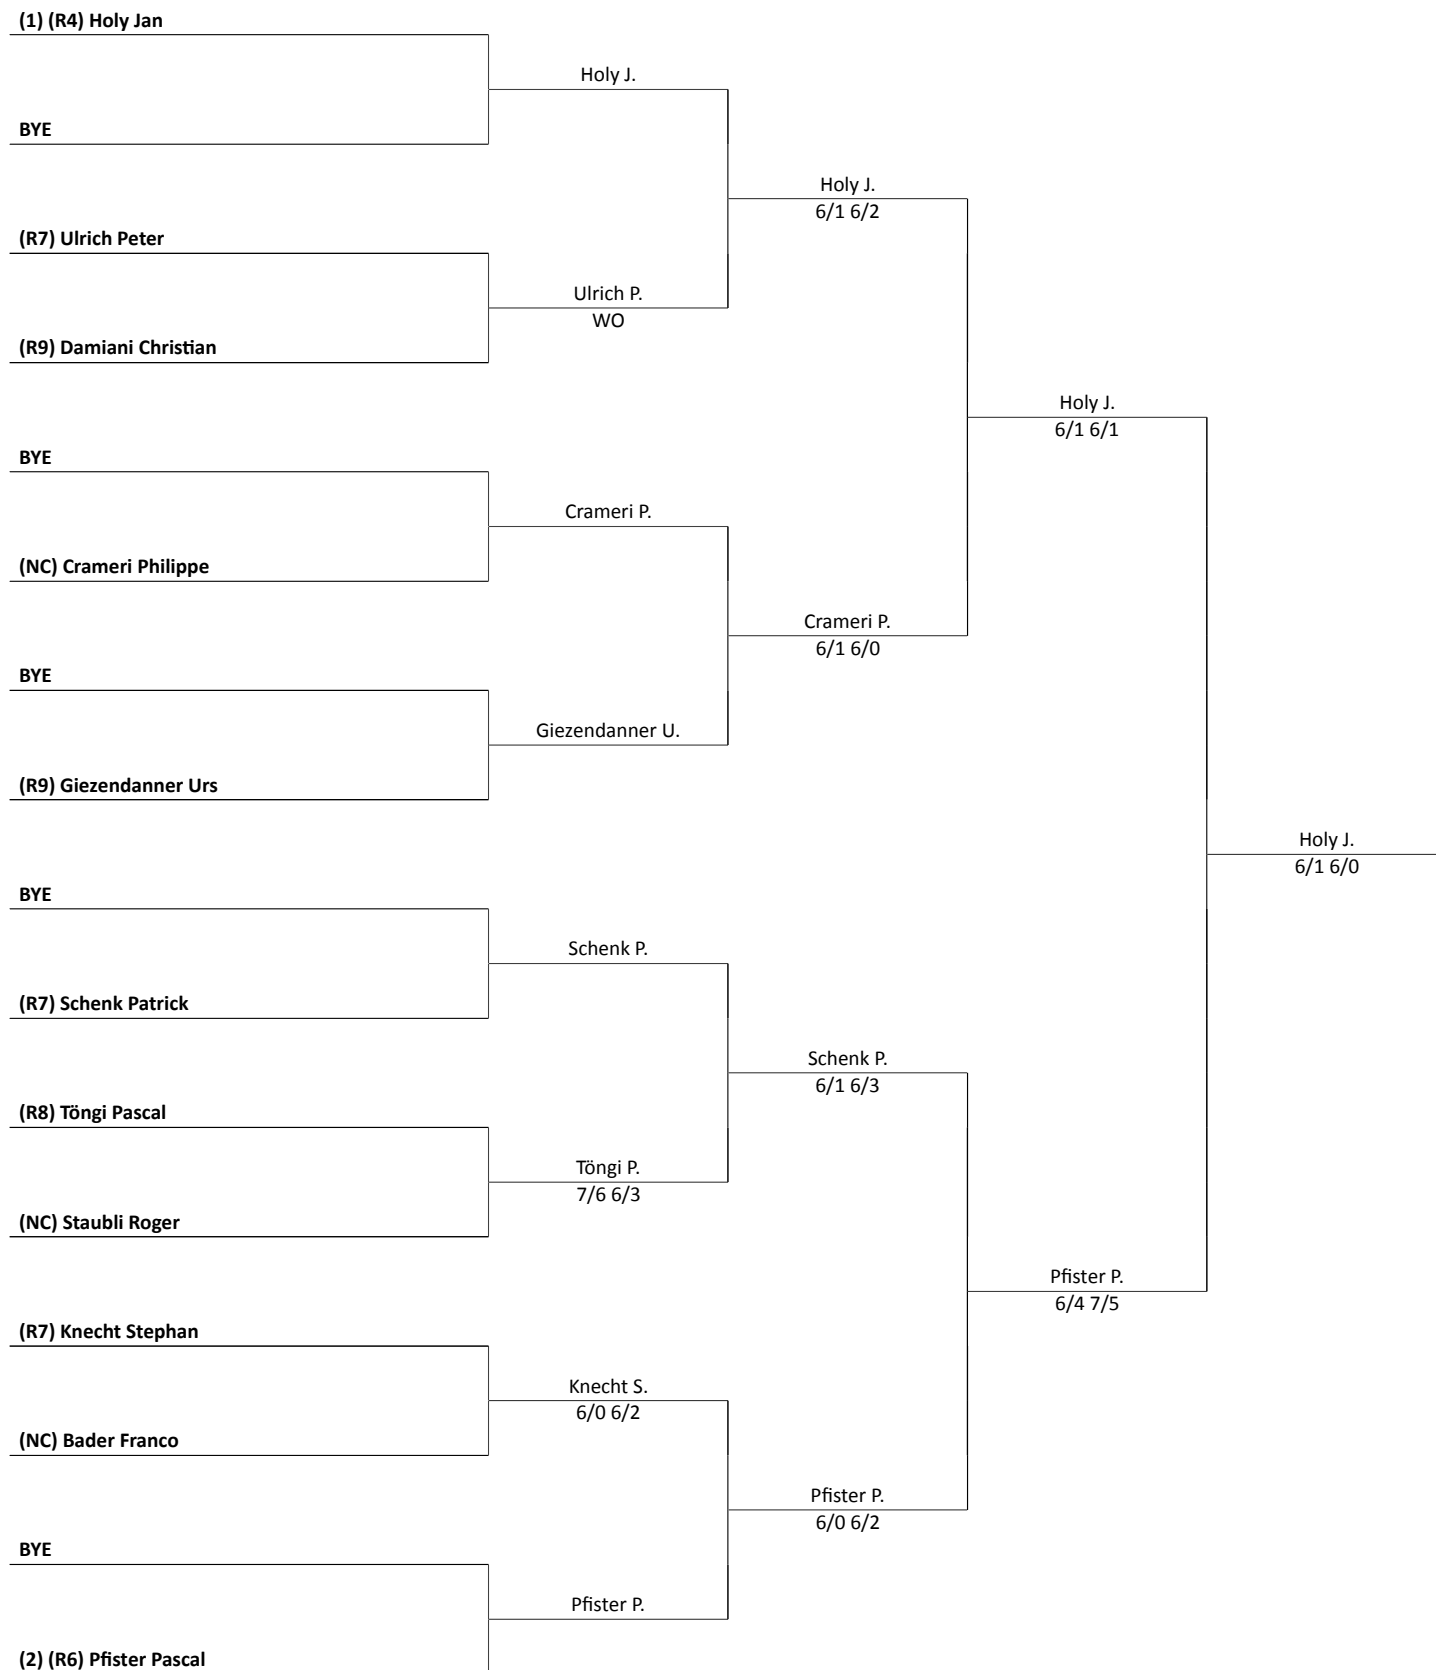 (1) (R4) Holy Jan
Holy J.
BYE
Holy J.
6/1 6/2
(R7) Ulrich Peter
Ulrich P.
WO
(R9) Damiani Christian
Holy J.
6/1 6/1
BYE
Crameri P.
(NC) Crameri Philippe
Crameri P.
6/1 6/0
BYE
Giezendanner U.
(R9) Giezendanner Urs
Holy J.
6/1 6/0
BYE
Schenk P.
(R7) Schenk Patrick
Schenk P.
6/1 6/3
(R8) Töngi Pascal
Töngi P.
7/6 6/3
(NC) Staubli Roger
Pfister P.
6/4 7/5
(R7) Knecht Stephan
Knecht S.
6/0 6/2
(NC) Bader Franco
Pfister P.
6/0 6/2
BYE
Pfister P.
(2) (R6) Pfister Pascal